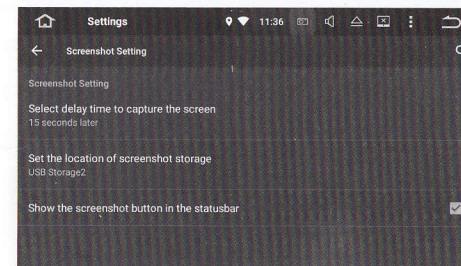 Settings
11:36
Screenshot Setting
1
Screenshot Setting
Select delay time to capture the screen
15 seconds later
Set the location of screenshot storage
USB Storage2
Show the screenshot button in the statusbar